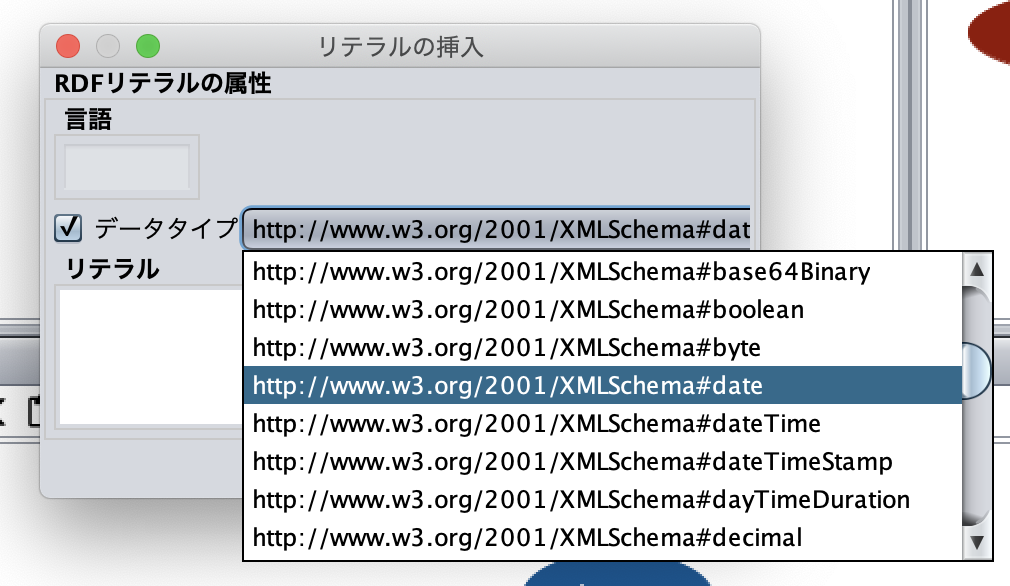 リテラルの挿入
RDFリテラルの属性
言語
データタイプ http://www.w3.org/2001/XMLSchema#dat
リテラル
http://www.w3.org/2001/XMLSchema#base64Binary
http://www.w3.org/2001/XMLSchema#boolean
http://www.w3.org/2001/XMLSchema#byte
http://www.w3.org/2001/XMLSchema#date
http://www.w3.org/2001/XMLSchema#dateTime
http://www.w3.org/2001/XMLSchema#dateTimeStamp
http://www.w3.org/2001/XMLSchema#dayTimeDuration
http://www.w3.org/2001/XMLSchema#decimal